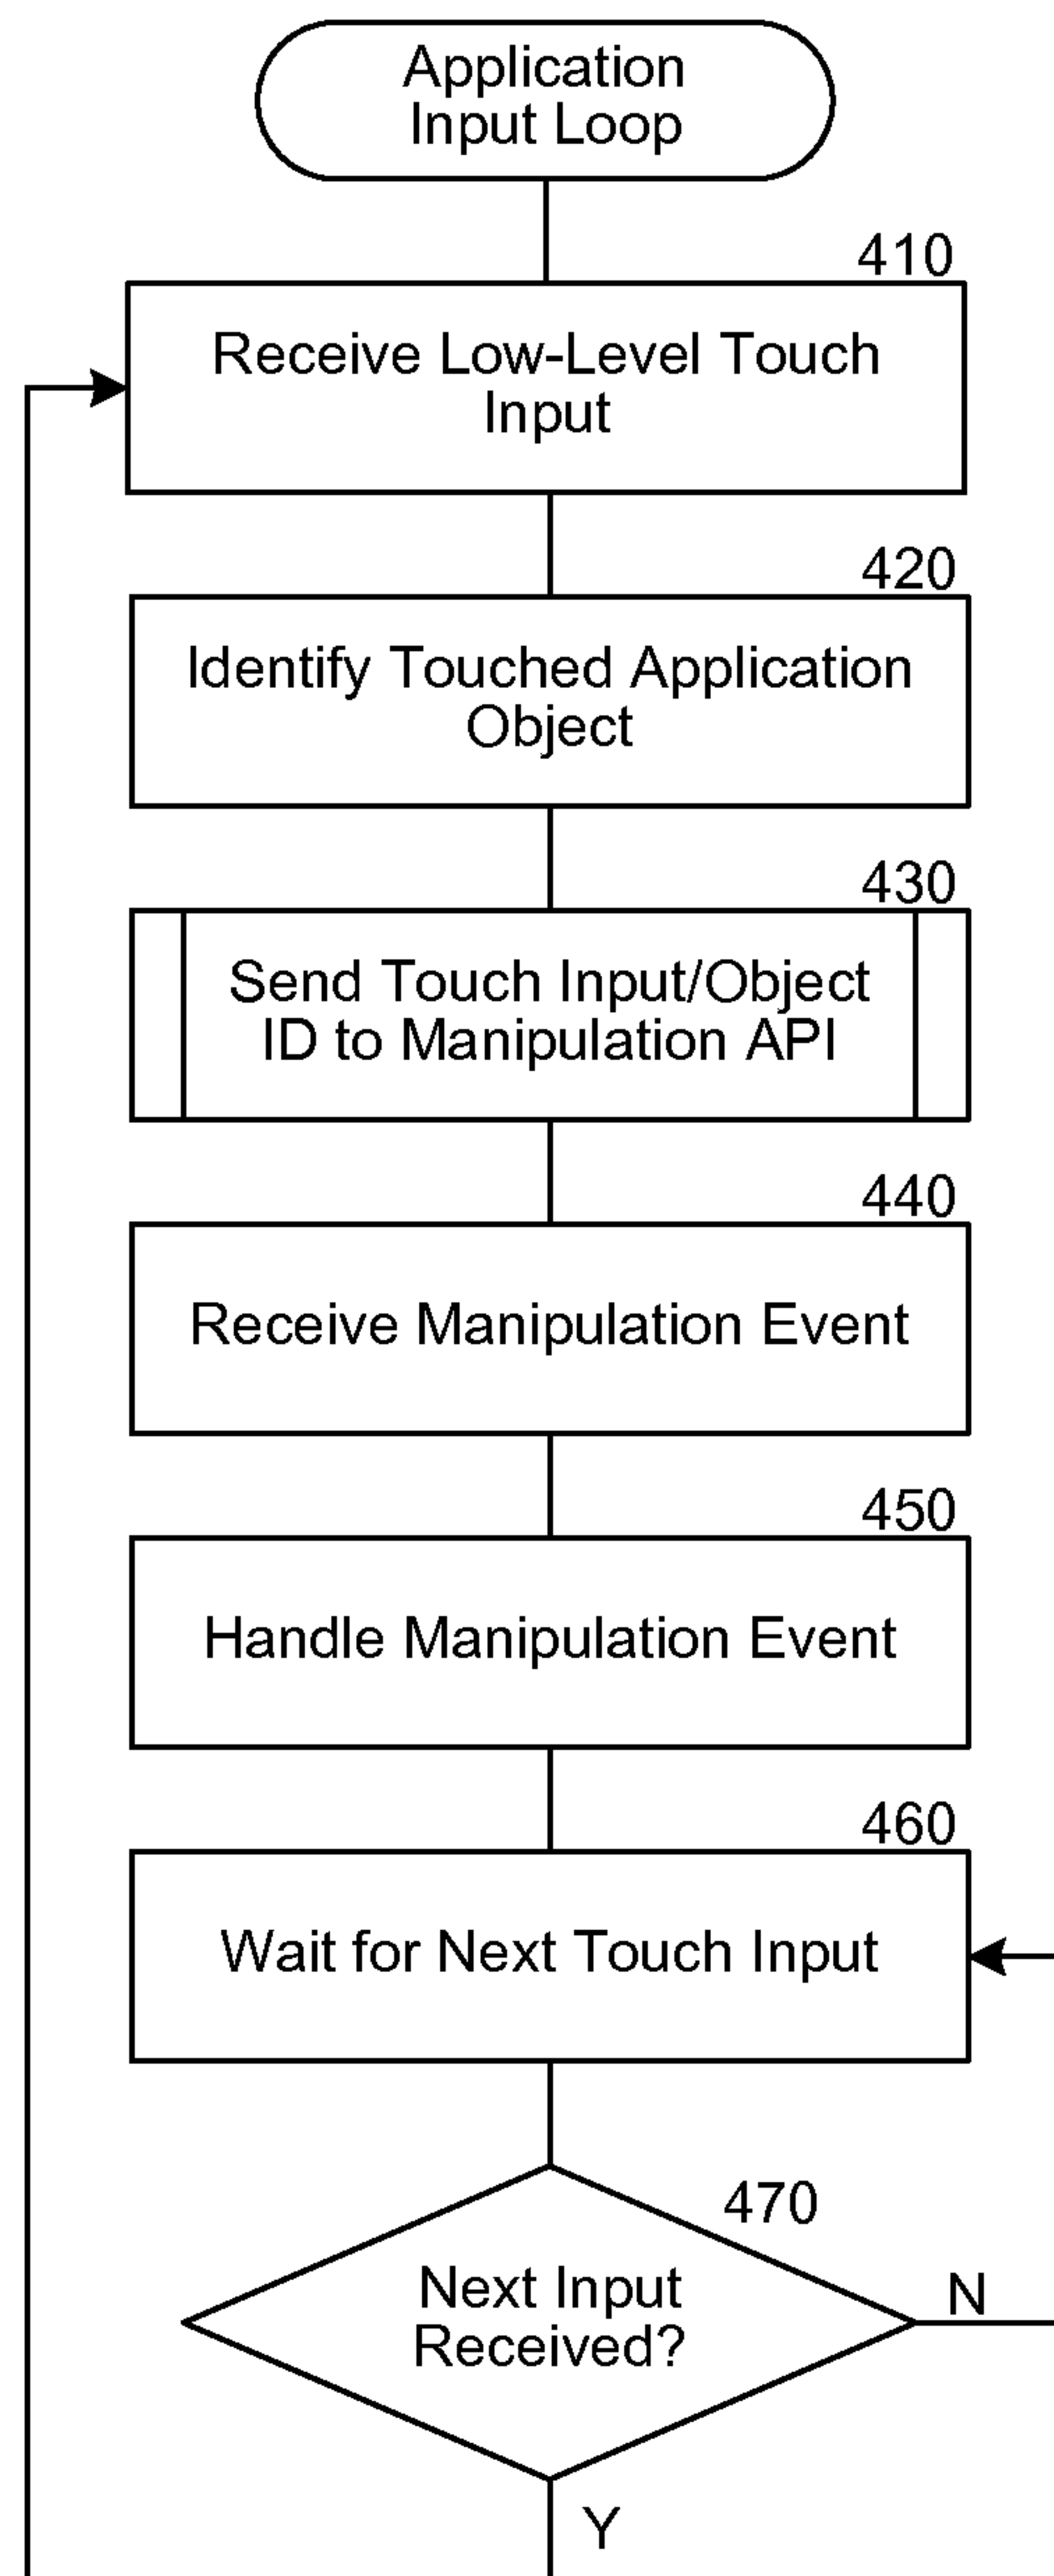 Application
Input Loop
410
Receive Low-Level Touch
Input
420
Identify Touched Application
Object
430
Send Touch Input/Object
ID to Manipulation API
440
Receive Manipulation Event
450
Handle Manipulation Event
460
Wait for Next Touch Input
470
Next Input
Received?
N
Y